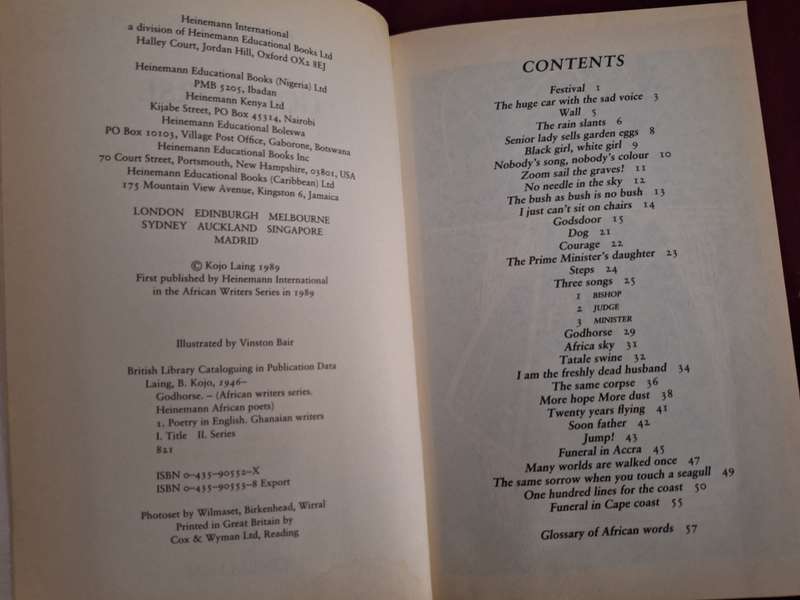 Heinemann International
a division of Heinemann Educational Books Ltd
Halley Court, Jordan Hill, Oxford OX2 8EJ
Heinemann Educational Books (Nigeria) Ltd
PMB 5205, Ibadan
Heinemann Kenya Ltd
Kijabe Street, PO Box 45314, Nairobi
Heinemann Educational Boleswa
PO Box 10103, Village Post Office, Gaborone, Botswana
Heinemann Educational Books Inc
70 Court Street, Portsmouth, New Hampshire, 03801, USA
Heinemann Educational Books (Caribbean) Ltd
175 Mountain View Avenue, Kingston 6, Jamaica
LONDON EDINBURGH MELBOURNE
SYDNEY AUCKLAND SINGAPORE
MADRID
© Kojo Laing 1989
First published by Heinemann International
in the African Writers Series in 1989
Illustrated by Vinston Bair
British Library Cataloguing in Publication Data
Laing, B. Kojo, 1946–
Godhorse. – (African writers series.
Heinemann African poets)
1. Poetry in English. Ghanaian writers
I. Title II. Series
821
ISBN 0–435–90552–X
ISBN 0–435–90553–8 Export
Photoset by Wilmaset, Birkenhead, Wirral
Printed in Great Britain by
Cox & Wyman Ltd, Reading
CONTENTS
Festival 1
The huge car with the sad voice 3
Wall 5
The rain slants 6
Senior lady sells garden eggs 8
Black girl, white girl 9
Nobody's song, nobody's colour 10
Zoom sail the graves! 11
No needle in the sky 12
The bush as bush is no bush 13
I just can't sit on chairs 14
Godsdoor 15
Dog 21
Courage 22
The Prime Minister's daughter 23
Steps 24
Three songs 25
1 BISHOP
2 JUDGE
3 MINISTER
Godhorse 29
Africa sky 31
Tatale swine 32
I am the freshly dead husband 34
The same corpse 36
More hope More dust 38
Twenty years flying 41
Soon father 42
Jump! 43
Funeral in Accra 45
Many worlds are walked once 47
The same sorrow when you touch a seagull 49
One hundred lines for the coast 50
Funeral in Cape coast 55
Glossary of African words 57